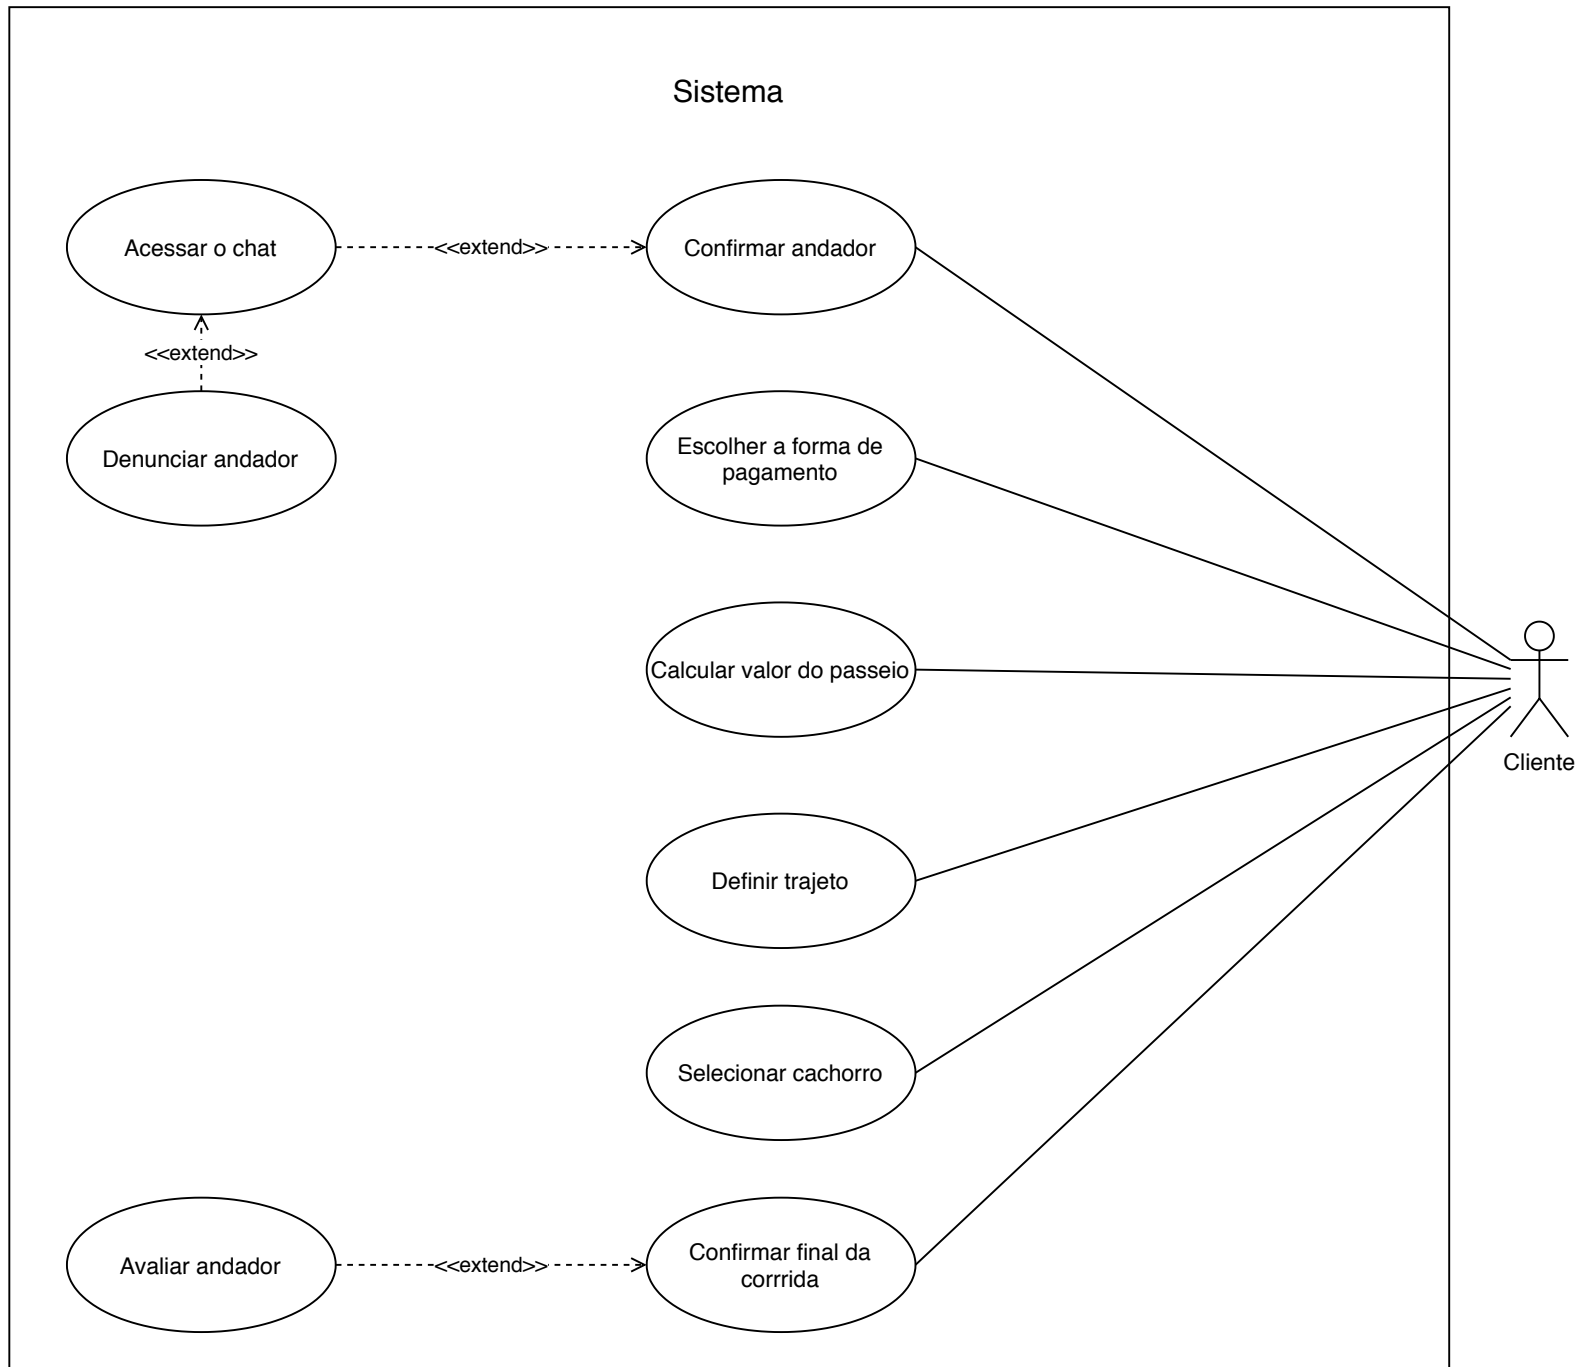 Sistema
Acessar o chat
<<extend>>
Confirmar andador
<<extend>>
Denunciar andador
Escolher a forma de
pagamento
Calcular valor do passeio
Cliente
Definir trajeto
Selecionar cachorro
Avaliar andador
<<extend>>
Confirmar final da
corrrida